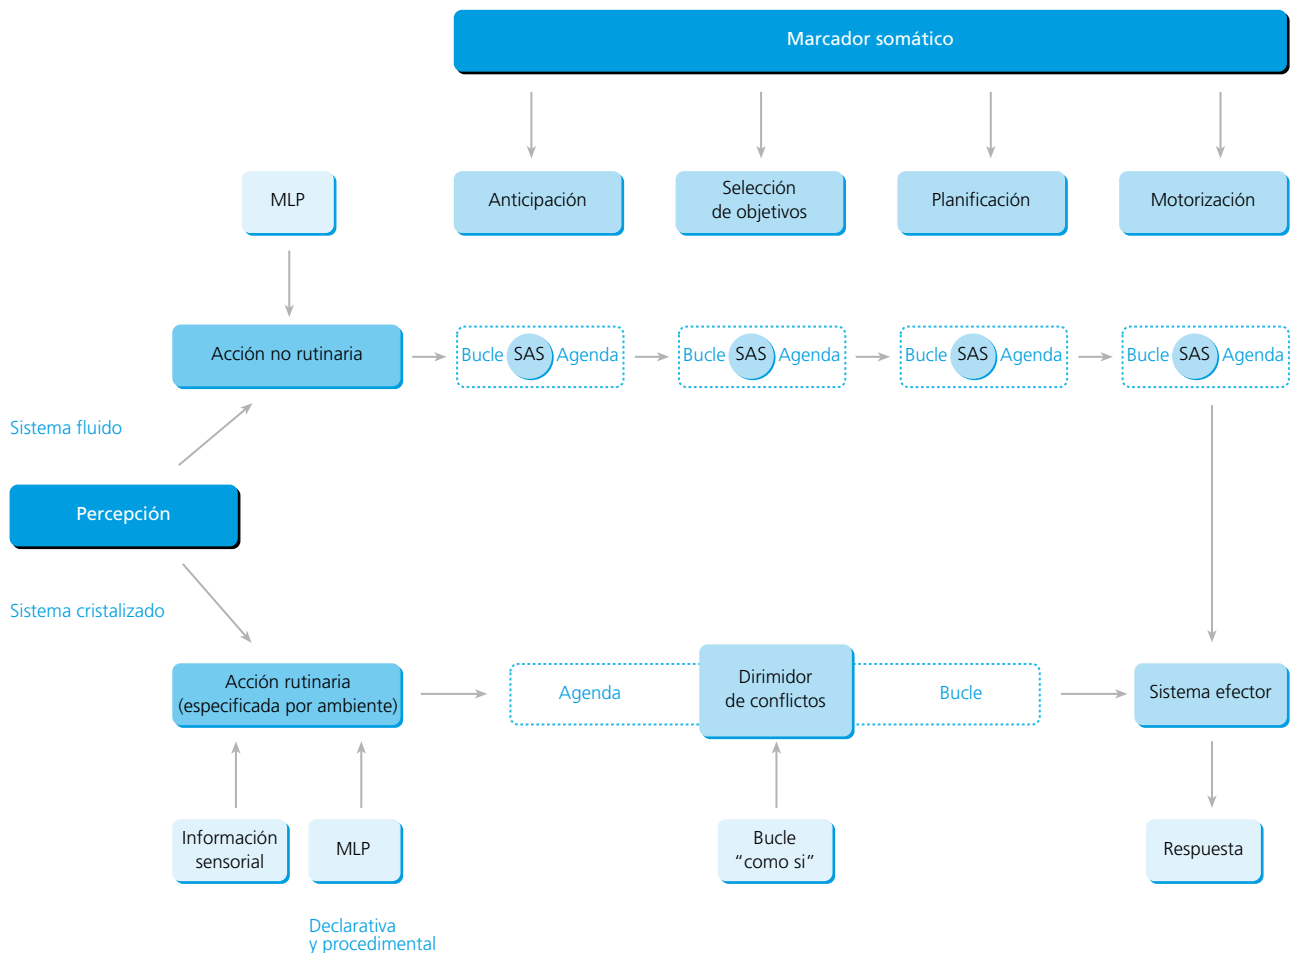 Marcador somático
MLP
Anticipación
Selección
de objetivos
Planificación
Motorización
Acción no rutinaria
Bucle SAS Agenda
Bucle SAS Agenda
Bucle SAS Agenda
Bucle SAS Agenda
Sistema fluido
Percepción
Sistema cristalizado
Acción rutinaria
(especificada por ambiente)
Agenda
Dirimidor
de conflictos
Bucle
Sistema efector
Información
sensorial
MLP
Bucle
“como si”
Respuesta
Declarativa
y procedimental